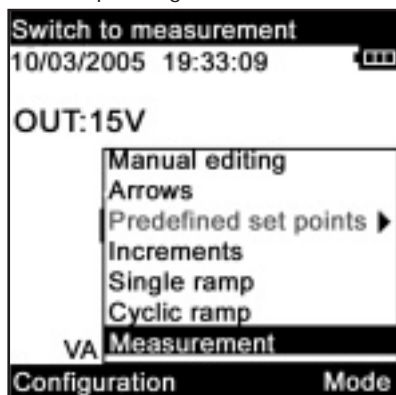 Switch to measurement
10/03/2005 19:33:09
OUT:15V
Manual editing
Arrows
Predefined set points
Increments
Single ramp
Cyclic ramp
VA Measurement
Configuration Mode